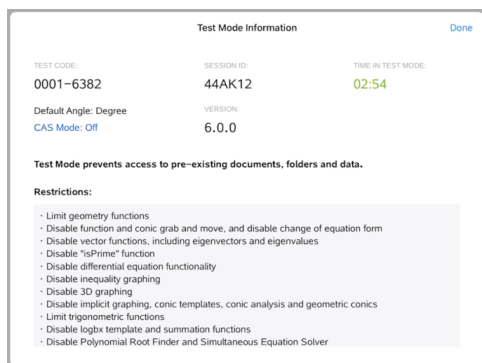 Test Mode Information Done
TEST CODE: SESSION ID: TIME IN TEST MODE:
0001-6382 44AK12 02:54
Default Angle: Degree VERSION:
CAS Mode: Off 6.0.0
Test Mode prevents access to pre-existing documents, folders and data.
Restrictions:
· Limit geometry functions
· Disable function and conic grab and move, and disable change of equation form
· Disable vector functions, including eigenvectors and eigenvalues
· Disable "isPrime" function
· Disable differential equation functionality
· Disable inequality graphing
· Disable 3D graphing
· Disable implicit graphing, conic templates, conic analysis and geometric conics
· Limit trigonometric functions
· Disable logbx template and summation functions
· Disable Polynomial Root Finder and Simultaneous Equation Solver